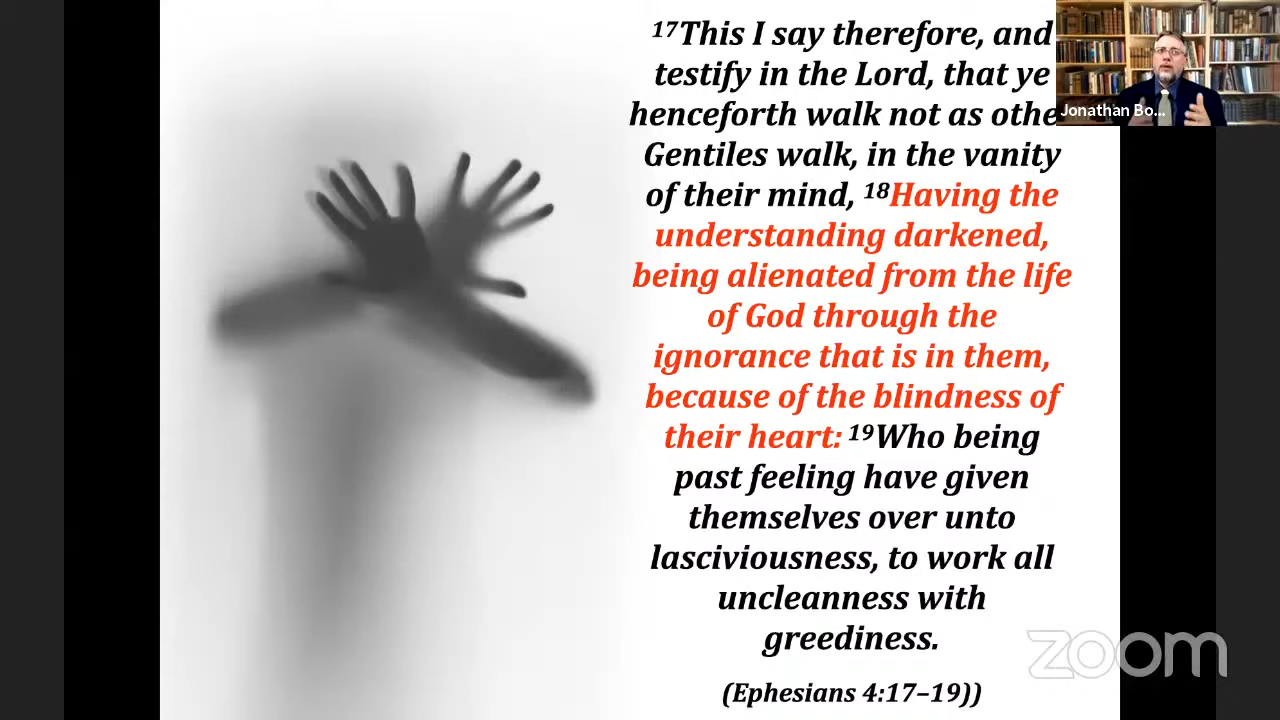 ¹⁷This I say therefore, and
testify in the Lord, that ye
henceforth walk not as othe
Gentiles walk, in the vanity
of their mind, ¹⁸Having the
understanding darkened,
being alienated from the life
of God through the
ignorance that is in them,
because of the blindness of
their heart: ¹⁹Who being
past feeling have given
themselves over unto
lasciviousness, to work all
uncleanness with
greediness.
(Ephesians 4:17–19))
Jonathan Bo...
zoom